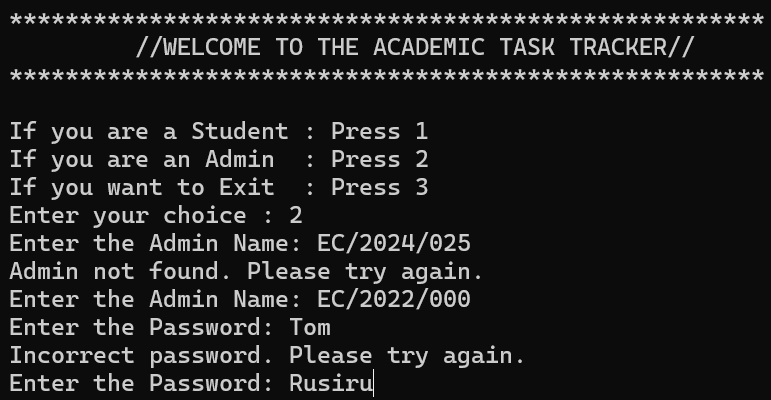 ******************************************************
//WELCOME TO THE ACADEMIC TASK TRACKER//
******************************************************
If you are a Student : Press 1
If you are an Admin  : Press 2
If you want to Exit  : Press 3
Enter your choice : 2
Enter the Admin Name: EC/2024/025
Admin not found. Please try again.
Enter the Admin Name: EC/2022/000
Enter the Password: Tom
Incorrect password. Please try again.
Enter the Password: Rusiru